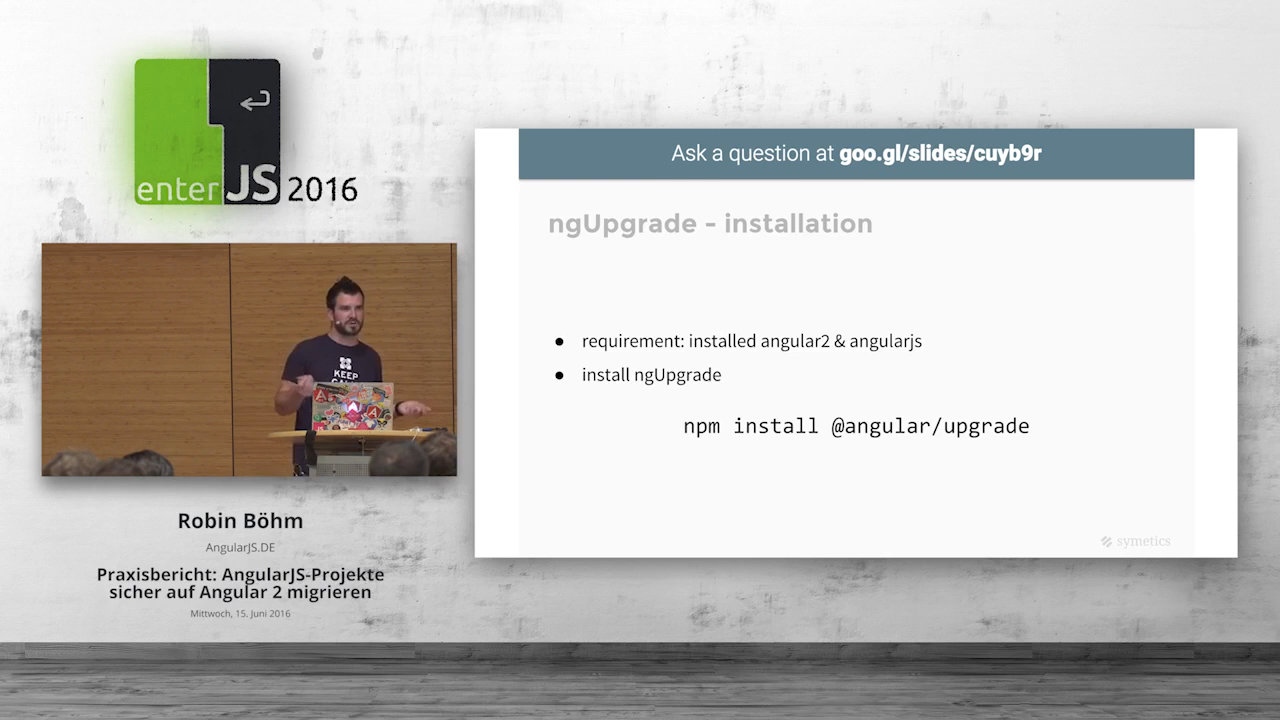 enterJS 2016
KEEP
Robin Böhm
AngularJS.DE
Praxisbericht: AngularJS-Projekte
sicher auf Angular 2 migrieren
Mittwoch, 15. Juni 2016
Ask a question at goo.gl/slides/cuyb9r
ngUpgrade - installation
● requirement: installed angular2 & angularjs
● install ngUpgrade
npm install @angular/upgrade
symetics